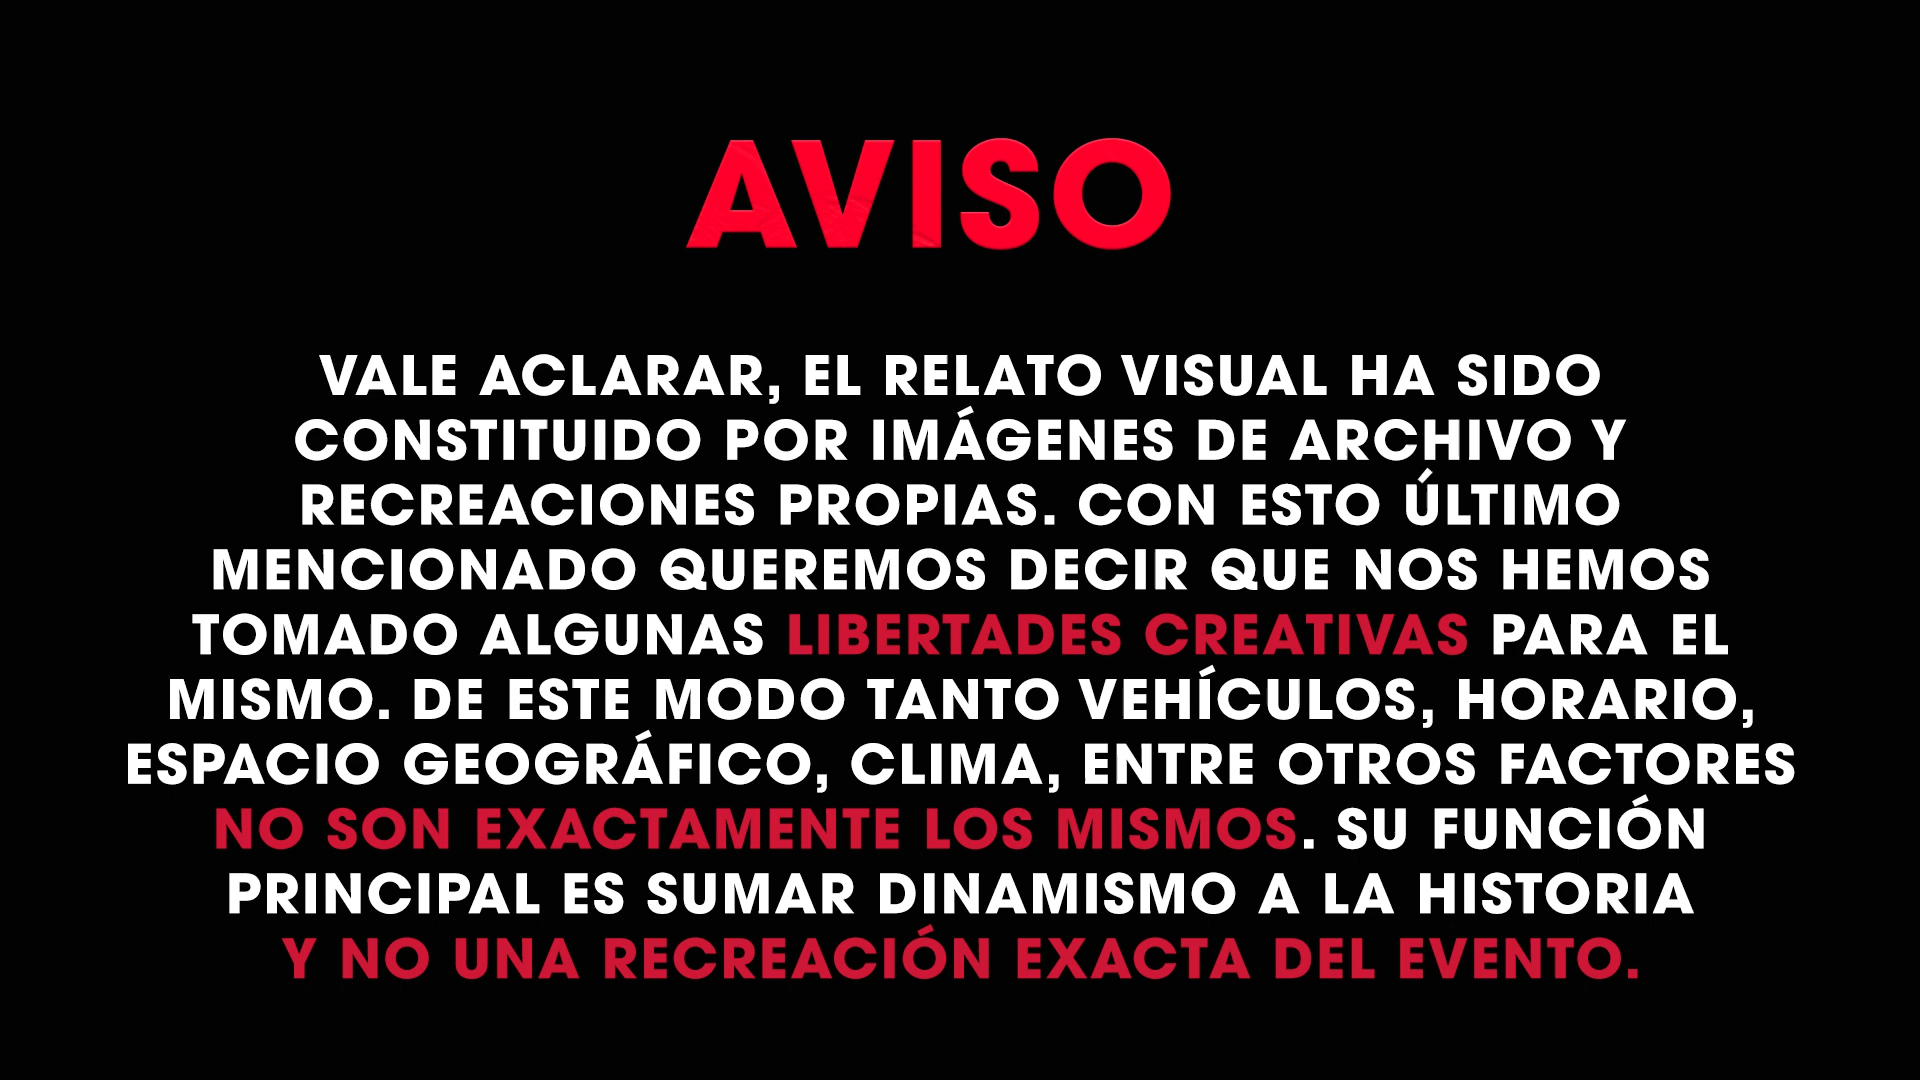 AVISO
VALE ACLARAR, EL RELATO VISUAL HA SIDO
CONSTITUIDO POR IMÁGENES DE ARCHIVO Y
RECREACIONES PROPIAS. CON ESTO ÚLTIMO
MENCIONADO QUEREMOS DECIR QUE NOS HEMOS
TOMADO ALGUNAS LIBERTADES CREATIVAS PARA EL
MISMO. DE ESTE MODO TANTO VEHÍCULOS, HORARIO,
ESPACIO GEOGRÁFICO, CLIMA, ENTRE OTROS FACTORES
NO SON EXACTAMENTE LOS MISMOS. SU FUNCIÓN
PRINCIPAL ES SUMAR DINAMISMO A LA HISTORIA
Y NO UNA RECREACIÓN EXACTA DEL EVENTO.